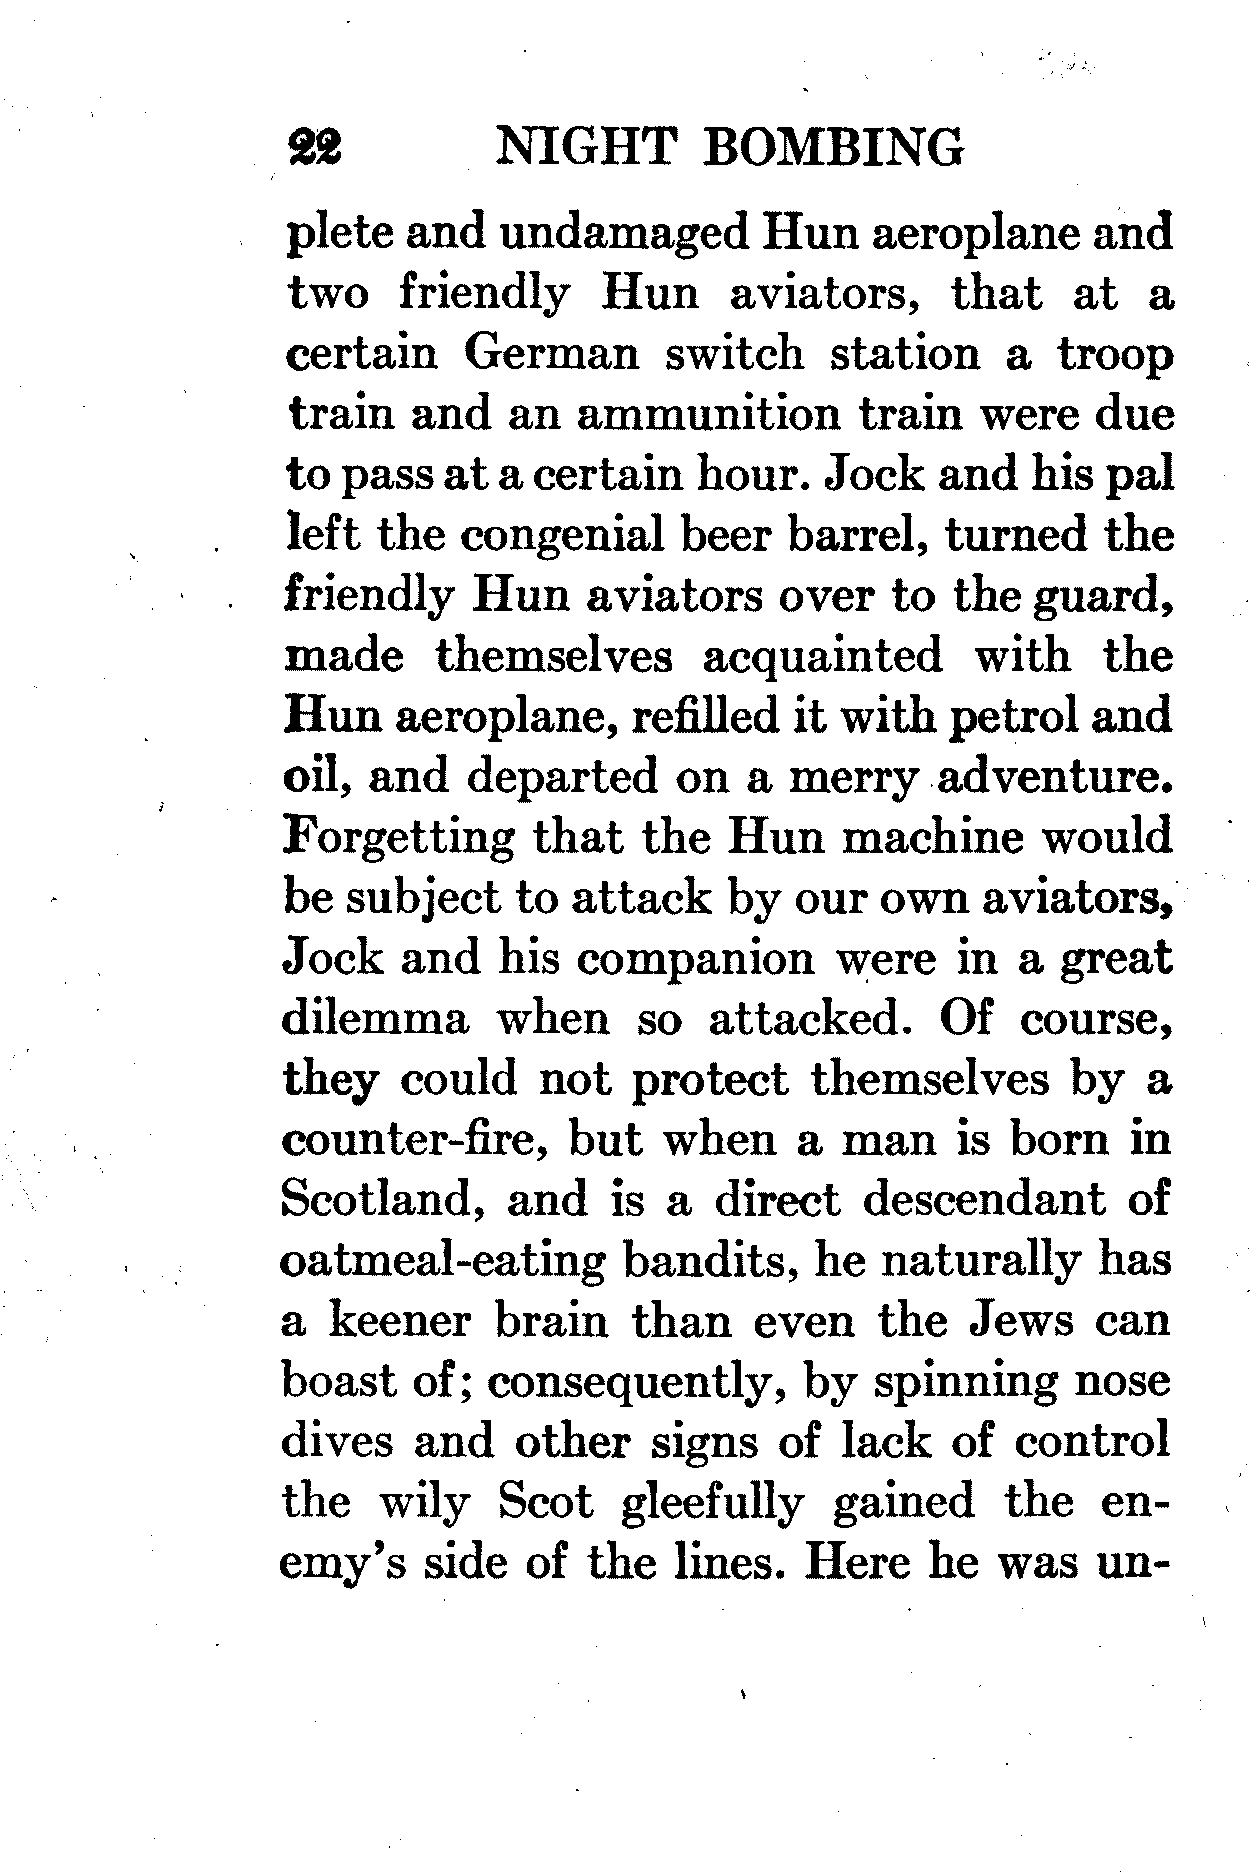 22 NIGHT BOMBING
plete and undamaged Hun aeroplane and
two friendly Hun aviators, that at a
certain German switch station a troop
train and an ammunition train were due
to pass at a certain hour. Jock and his pal
left the congenial beer barrel, turned the
friendly Hun aviators over to the guard,
made themselves acquainted with the
Hun aeroplane, refilled it with petrol and
oil, and departed on a merry adventure.
Forgetting that the Hun machine would
be subject to attack by our own aviators,
Jock and his companion were in a great
dilemma when so attacked. Of course,
they could not protect themselves by a
counter-fire, but when a man is born in
Scotland, and is a direct descendant of
oatmeal-eating bandits, he naturally has
a keener brain than even the Jews can
boast of; consequently, by spinning nose
dives and other signs of lack of control
the wily Scot gleefully gained the en-
emy's side of the lines. Here he was un-